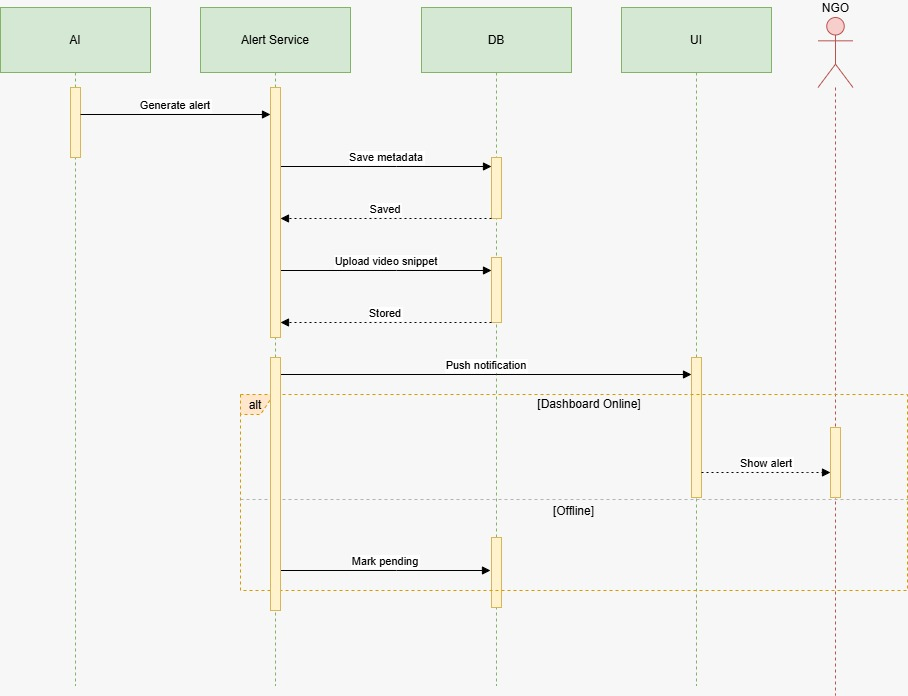 NGO
AI
Alert Service
DB
UI
Generate alert
Save metadata
Saved
Upload video snippet
Stored
Push notification
alt
[Dashboard Online]
Show alert
[Offline]
Mark pending